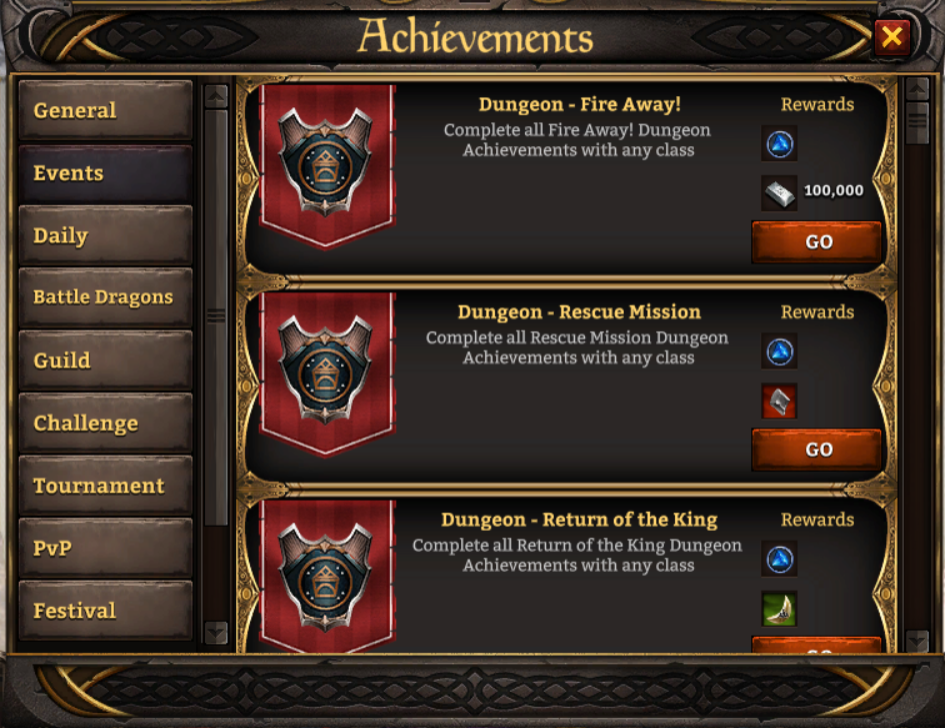 Achievements
General
Events
Daily
Battle Dragons
Guild
Challenge
Tournament
PvP
Festival
Dungeon - Fire Away!
Complete all Fire Away! Dungeon
Achievements with any class
Rewards
100,000
GO
Dungeon - Rescue Mission
Complete all Rescue Mission Dungeon
Achievements with any class
Rewards
GO
Dungeon - Return of the King
Complete all Return of the King Dungeon
Achievements with any class
Rewards
GO